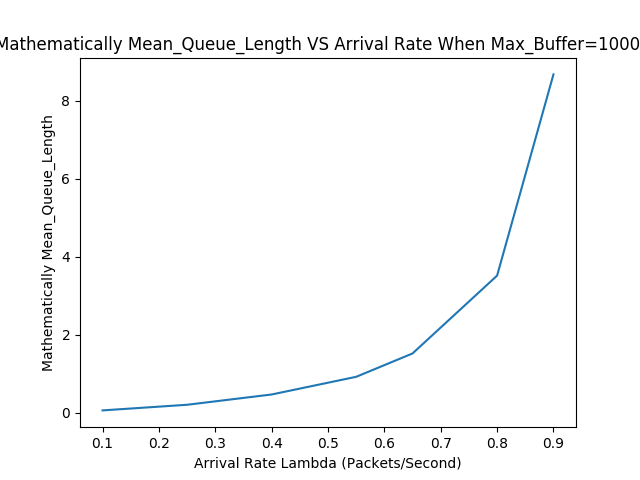 Mathematically Mean_Queue_Length VS Arrival Rate When Max_Buffer=1000
8
6
4
2
0
Mathematically Mean_Queue_Length
0.1 0.2 0.3 0.4 0.5 0.6 0.7 0.8 0.9
Arrival Rate Lambda (Packets/Second)